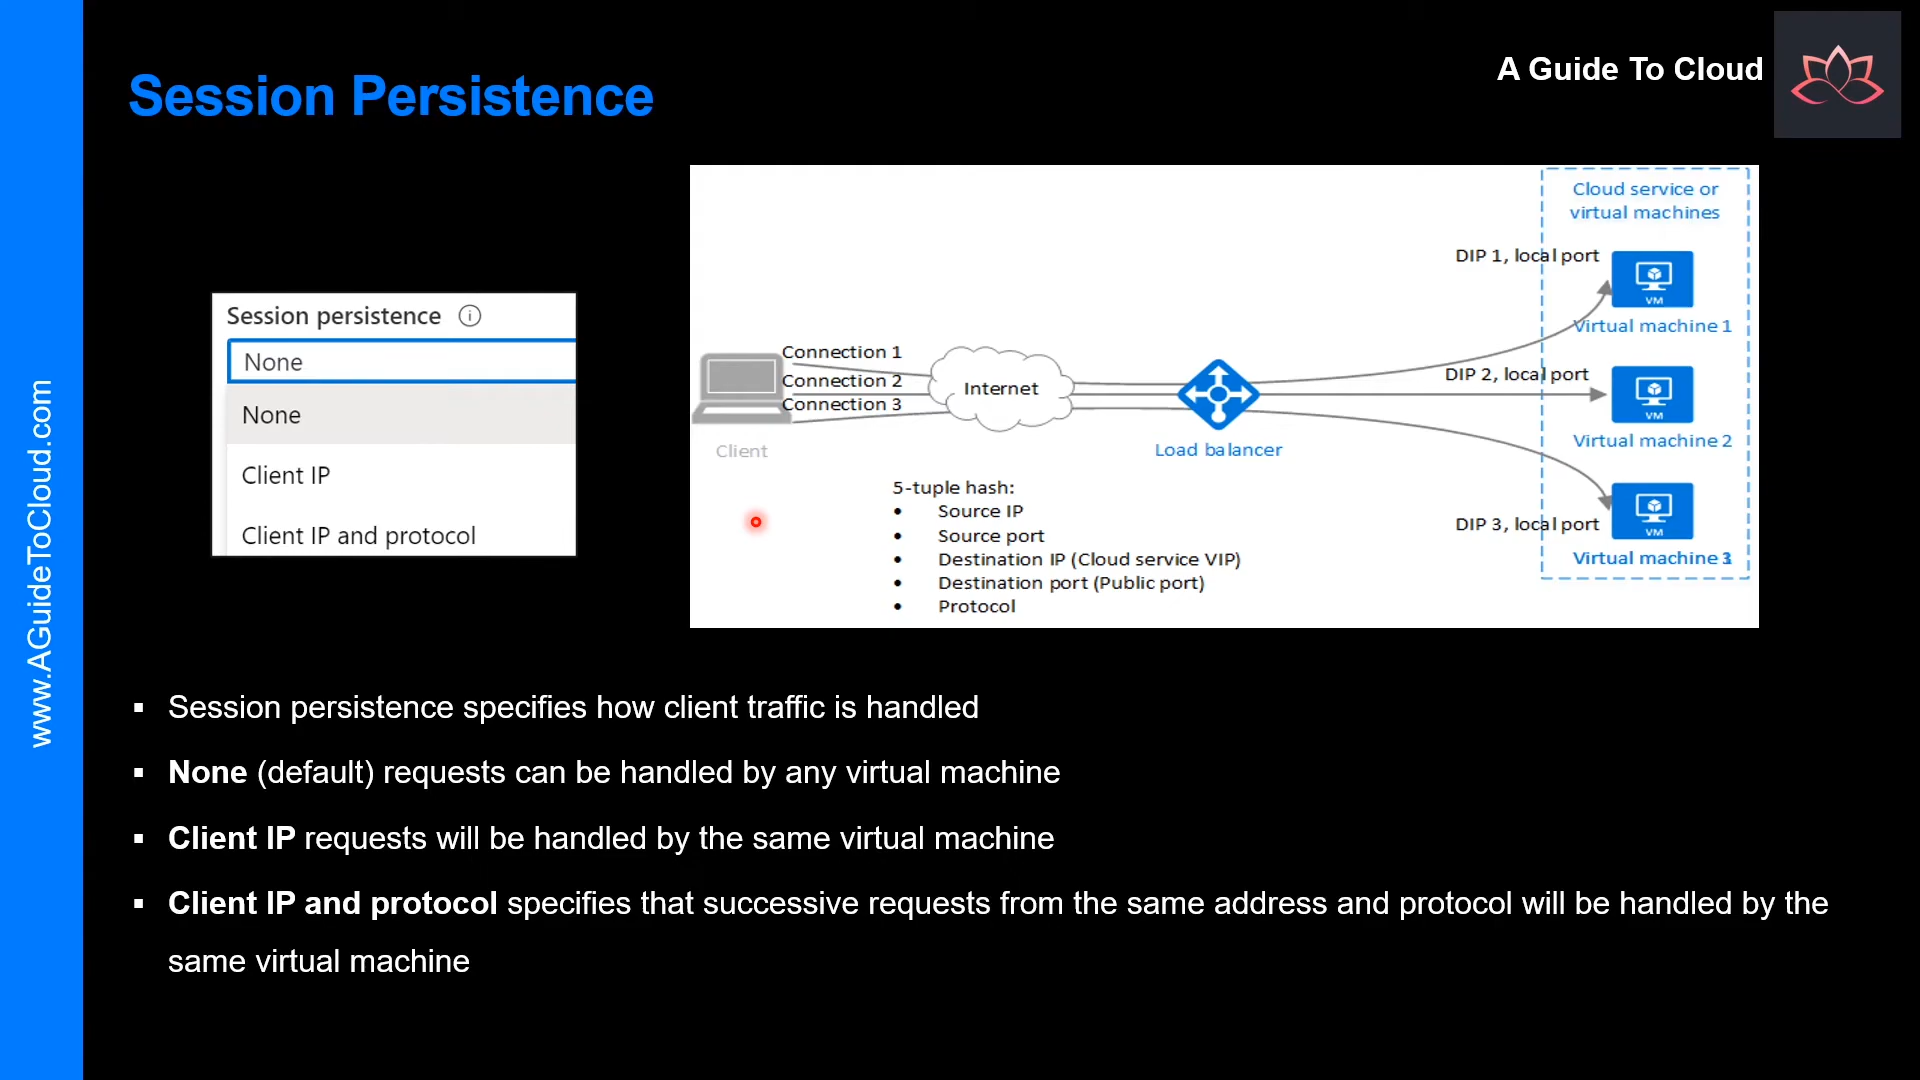 Session Persistence
A Guide To Cloud
www.AGuideToCloud.com
Session persistence
None
None
Client IP
Client IP and protocol
Cloud service or
virtual machines
DIP 1, local port
VM
Virtual machine 1
Connection 1
Connection 2
Connection 3
Internet
DIP 2, local port
VM
Virtual machine 2
Client
Load balancer
5-tuple hash:
• Source IP
• Source port
• Destination IP (Cloud service VIP)
• Destination port (Public port)
• Protocol
DIP 3, local port
VM
Virtual machine 3
▪ Session persistence specifies how client traffic is handled
▪ None (default) requests can be handled by any virtual machine
▪ Client IP requests will be handled by the same virtual machine
▪ Client IP and protocol specifies that successive requests from the same address and protocol will be handled by the
same virtual machine